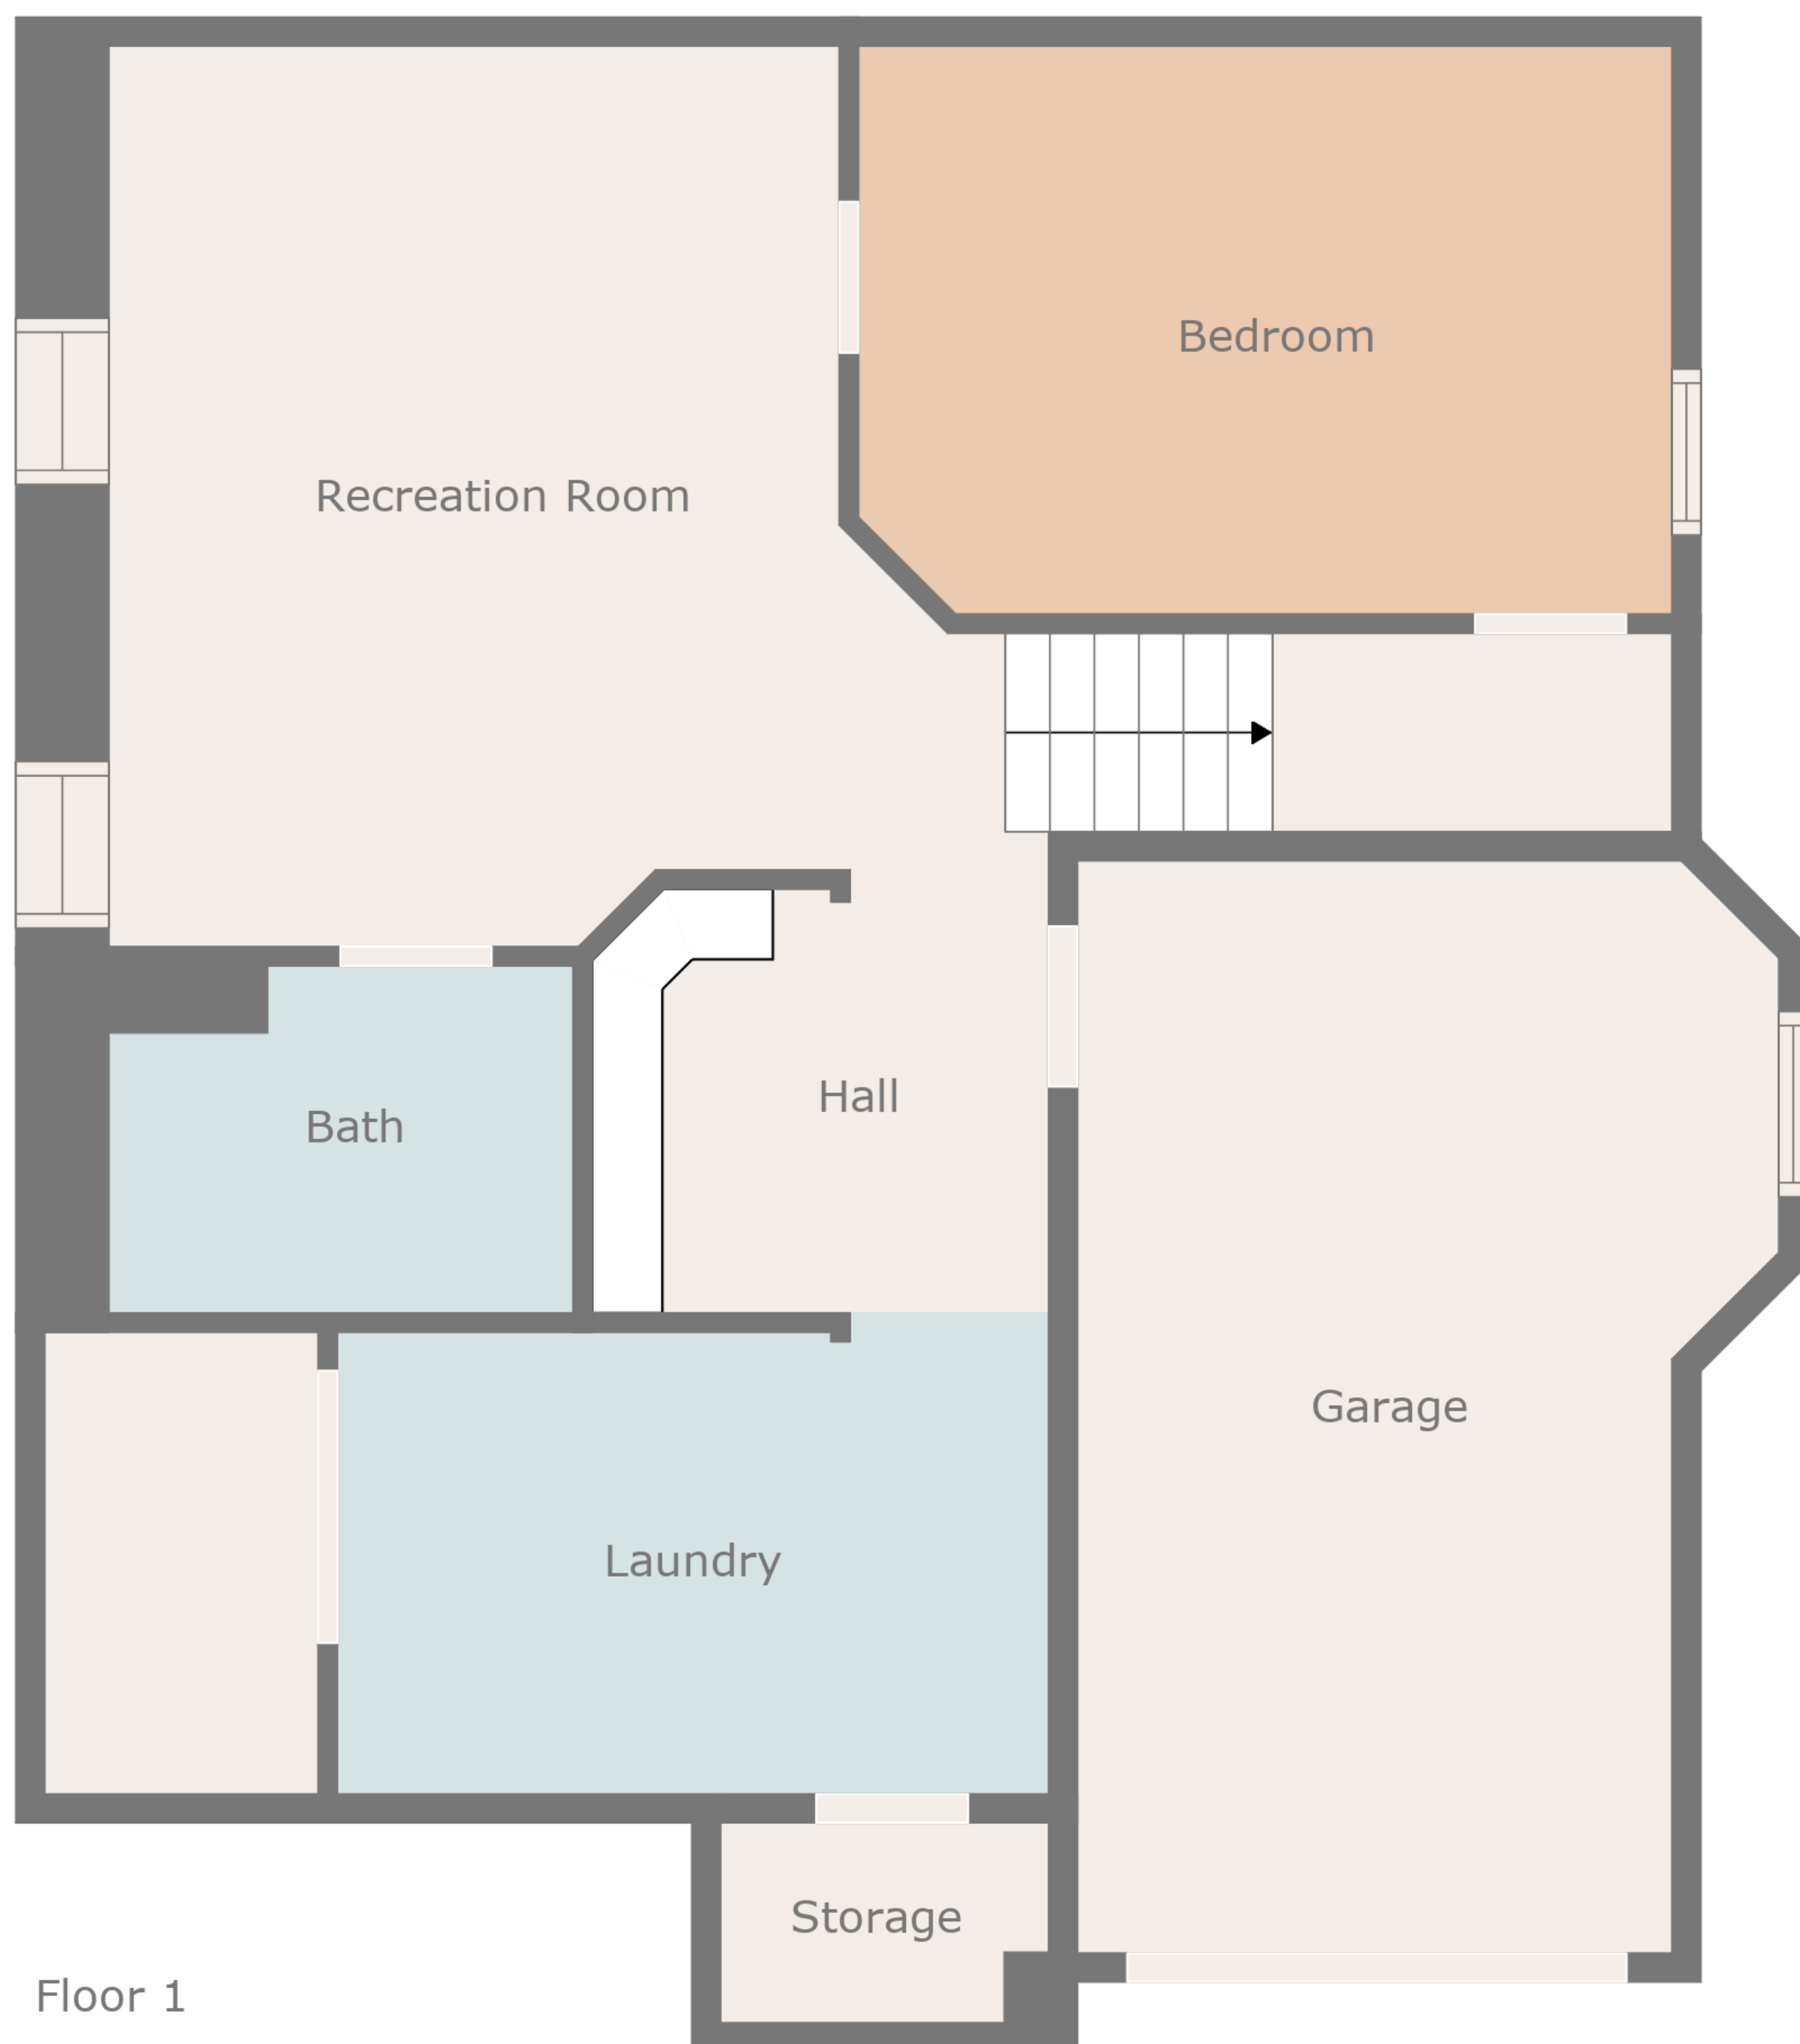 Bedroom
Recreation Room
Hall
Bath
Garage
Laundry
Storage
Floor 1